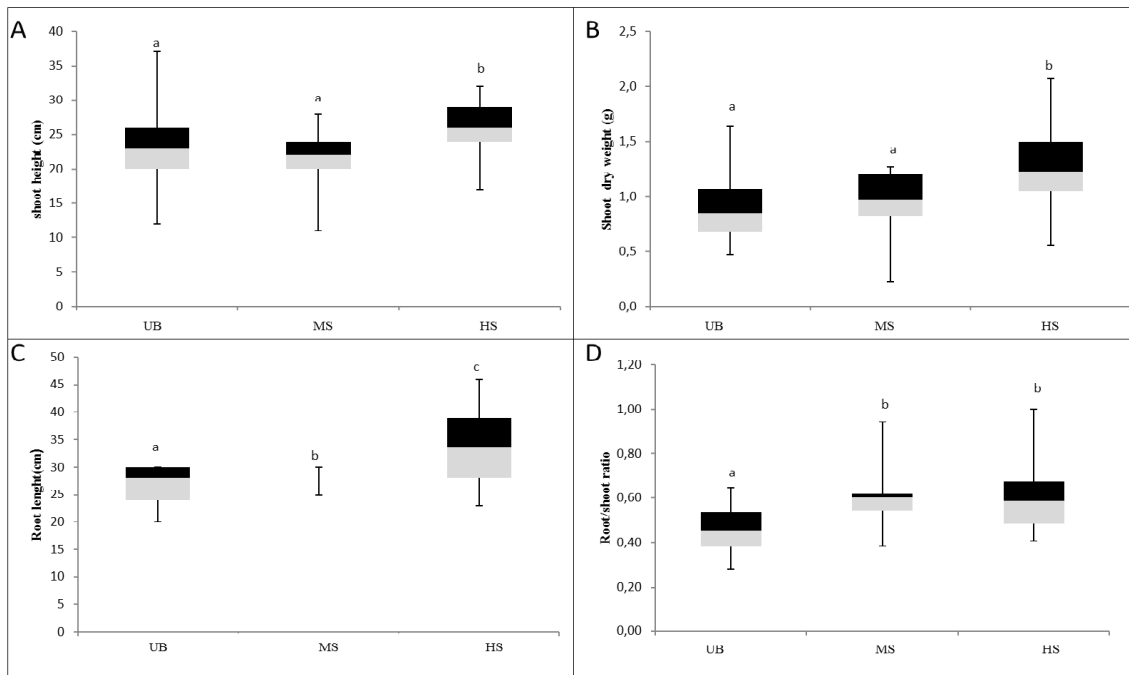 A
shoot height (cm)
40
35
30
25
20
15
10
5
0
a
a
b
UB
MS
HS
B
Shoot dry weight (g)
2,5
2,0
1,5
1,0
0,5
0,0
a
a
b
UB
MS
HS
C
Root lenght(cm)
50
45
40
35
30
25
20
15
10
5
0
a
b
c
UB
MS
HS
D
Root/shoot ratio
1,20
1,00
0,80
0,60
0,40
0,20
0,00
a
b
b
UB
MS
HS